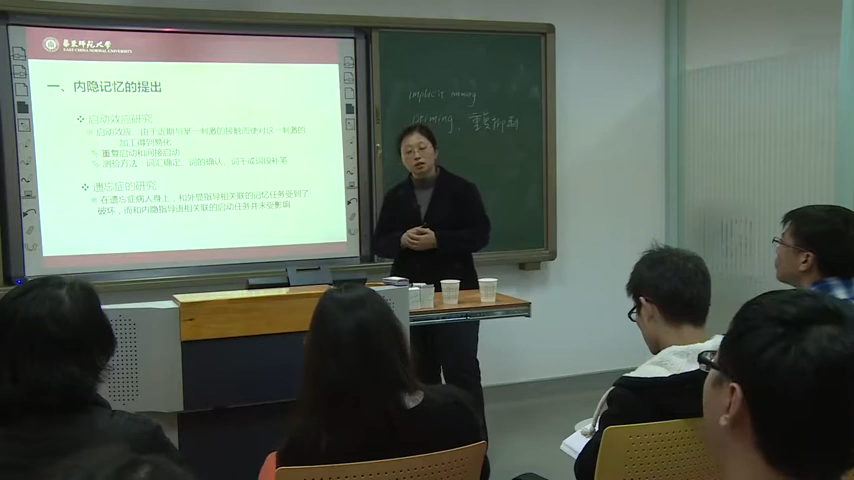 華東師范大學
EAST CHINA NORMAL UNIVERSITY
一、内隐记忆的提出
启动效应研究
启动效应,由于近期与某一刺激的接触而使对这一刺激的
加工得到易化
重复启动和间接启动
测验方法:词汇确定、词的确认、词干或词段补笔
遗忘症的研究
在遗忘症病人身上,和外显指导相关联的记忆任务受到了
破坏,而和内隐指导语相关联的启动任务并未受影响
implicit
priming、重复